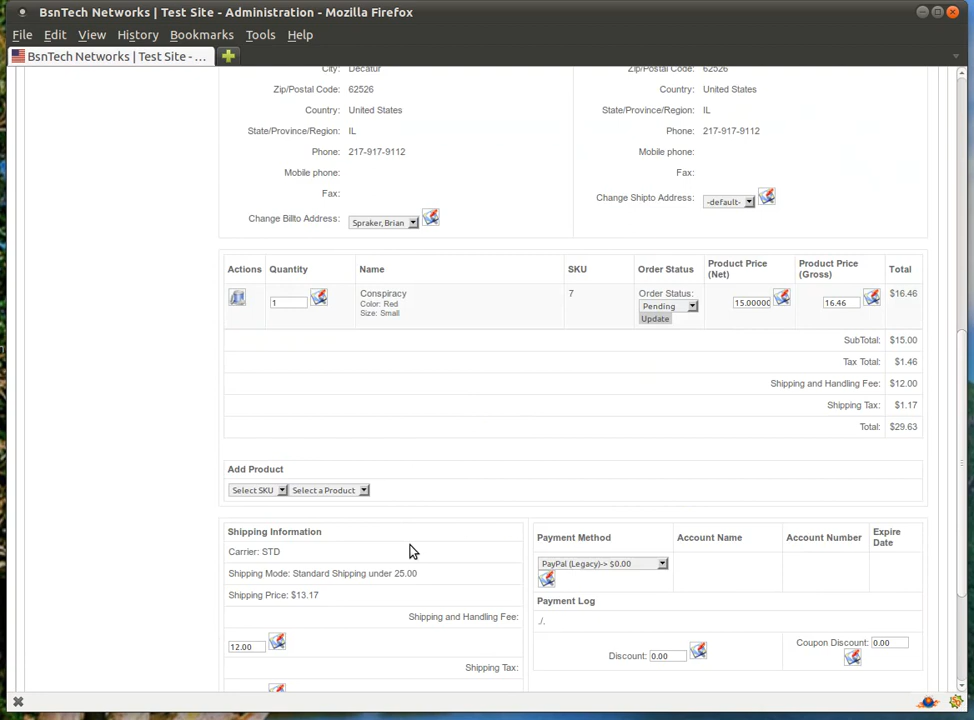 BsnTech Networks | Test Site - Administration - Mozilla Firefox
File Edit View History Bookmarks Tools Help
BsnTech Networks | Test Site - ...
City: Decatur
Zip/Postal Code: 62526
Country: United States
State/Province/Region: IL
Phone: 217-917-9112
Mobile phone:
Fax:
Change Billto Address: Spraker, Brian
Zip/Postal Code: 62526
Country: United States
State/Province/Region: IL
Phone: 217-917-9112
Mobile phone:
Fax:
Change Shipto Address: -default-
Actions Quantity Name SKU Order Status Product Price (Net) Product Price (Gross) Total
1 Conspiracy 7 Order Status: 15.00000 16.46 $16.46
Color: Red Pending
Size: Small Update
SubTotal: $15.00
Tax Total: $1.46
Shipping and Handling Fee: $12.00
Shipping Tax: $1.17
Total: $29.63
Add Product
Select SKU Select a Product
Shipping Information
Carrier: STD
Shipping Mode: Standard Shipping under 25.00
Shipping Price: $13.17
Shipping and Handling Fee:
12.00
Shipping Tax:
Payment Method Account Name Account Number Expire Date
PayPal (Legacy)-> $0.00
Payment Log
./.
Discount: 0.00
Coupon Discount: 0.00